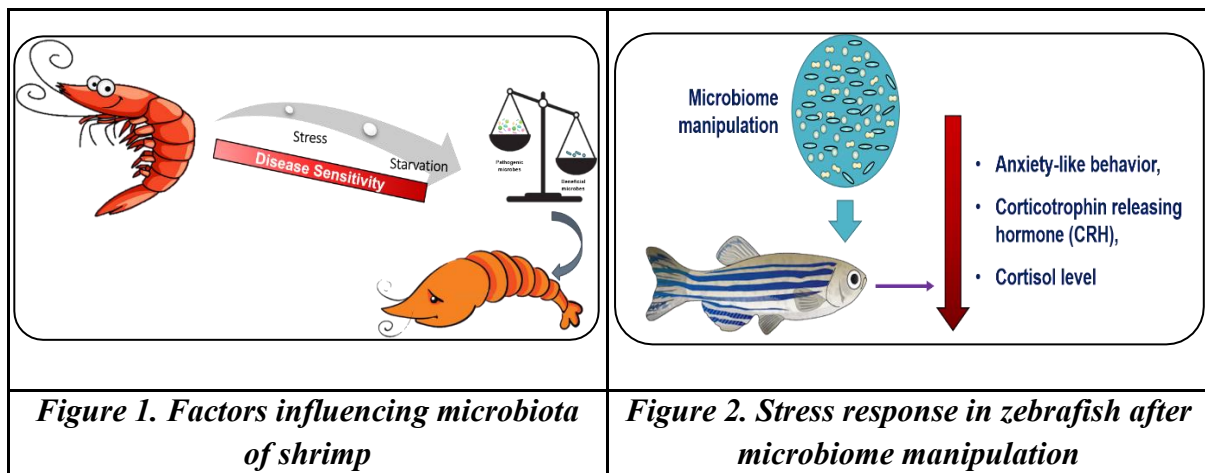 Stress
Starvation
Disease Sensitivity
Pathogenic
microbes
Beneficial
microbes
Microbiome
manipulation
• Anxiety-like behavior,
• Corticotrophin releasing
hormone (CRH),
• Cortisol level
Figure 1. Factors influencing microbiota
of shrimp
Figure 2. Stress response in zebrafish after
microbiome manipulation